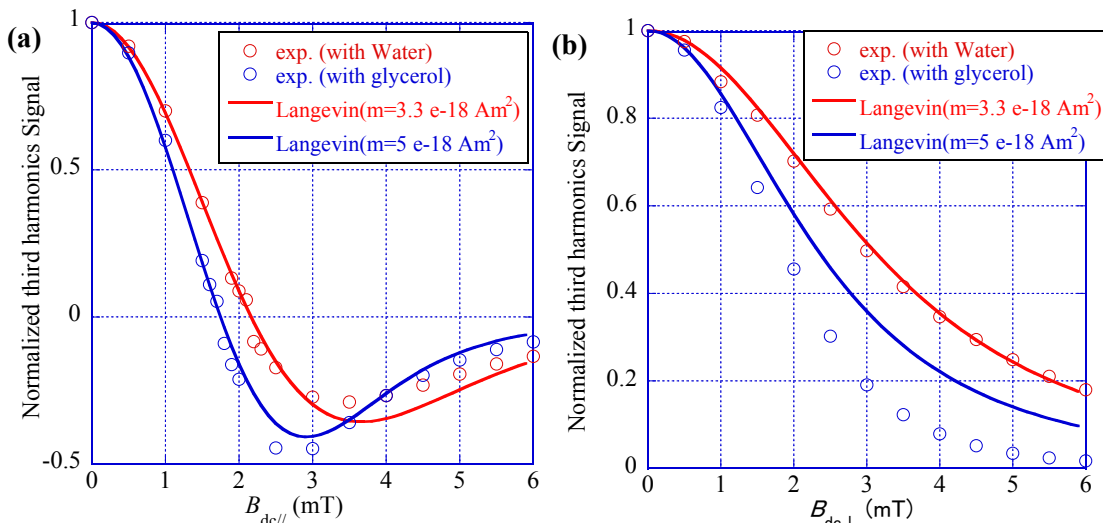 (a)
Normalized third harmonics Signal
1
0.5
0
-0.5
exp. (with Water)
exp. (with glycerol)
Langevin(m=3.3 e-18 Am²)
Langevin(m=5 e-18 Am²)
0 1 2 3 4 5 6
B_dc// (mT)
(b)
Normalized third harmonics Signal
1
0.8
0.6
0.4
0.2
0
exp. (with Water)
exp. (with glycerol)
Langevin(m=3.3 e-18 Am²)
Langevin(m=5 e-18 Am²)
0 1 2 3 4 5 6
B_dc⊥ (mT)